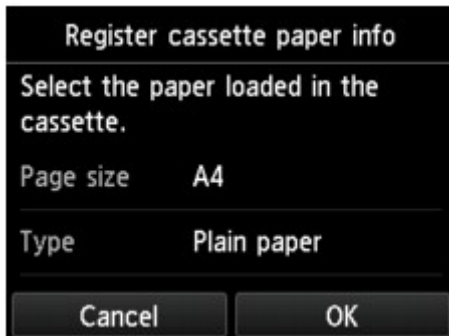 Register cassette paper info
Select the paper loaded in the
cassette.
Page size A4
Type Plain paper
Cancel OK